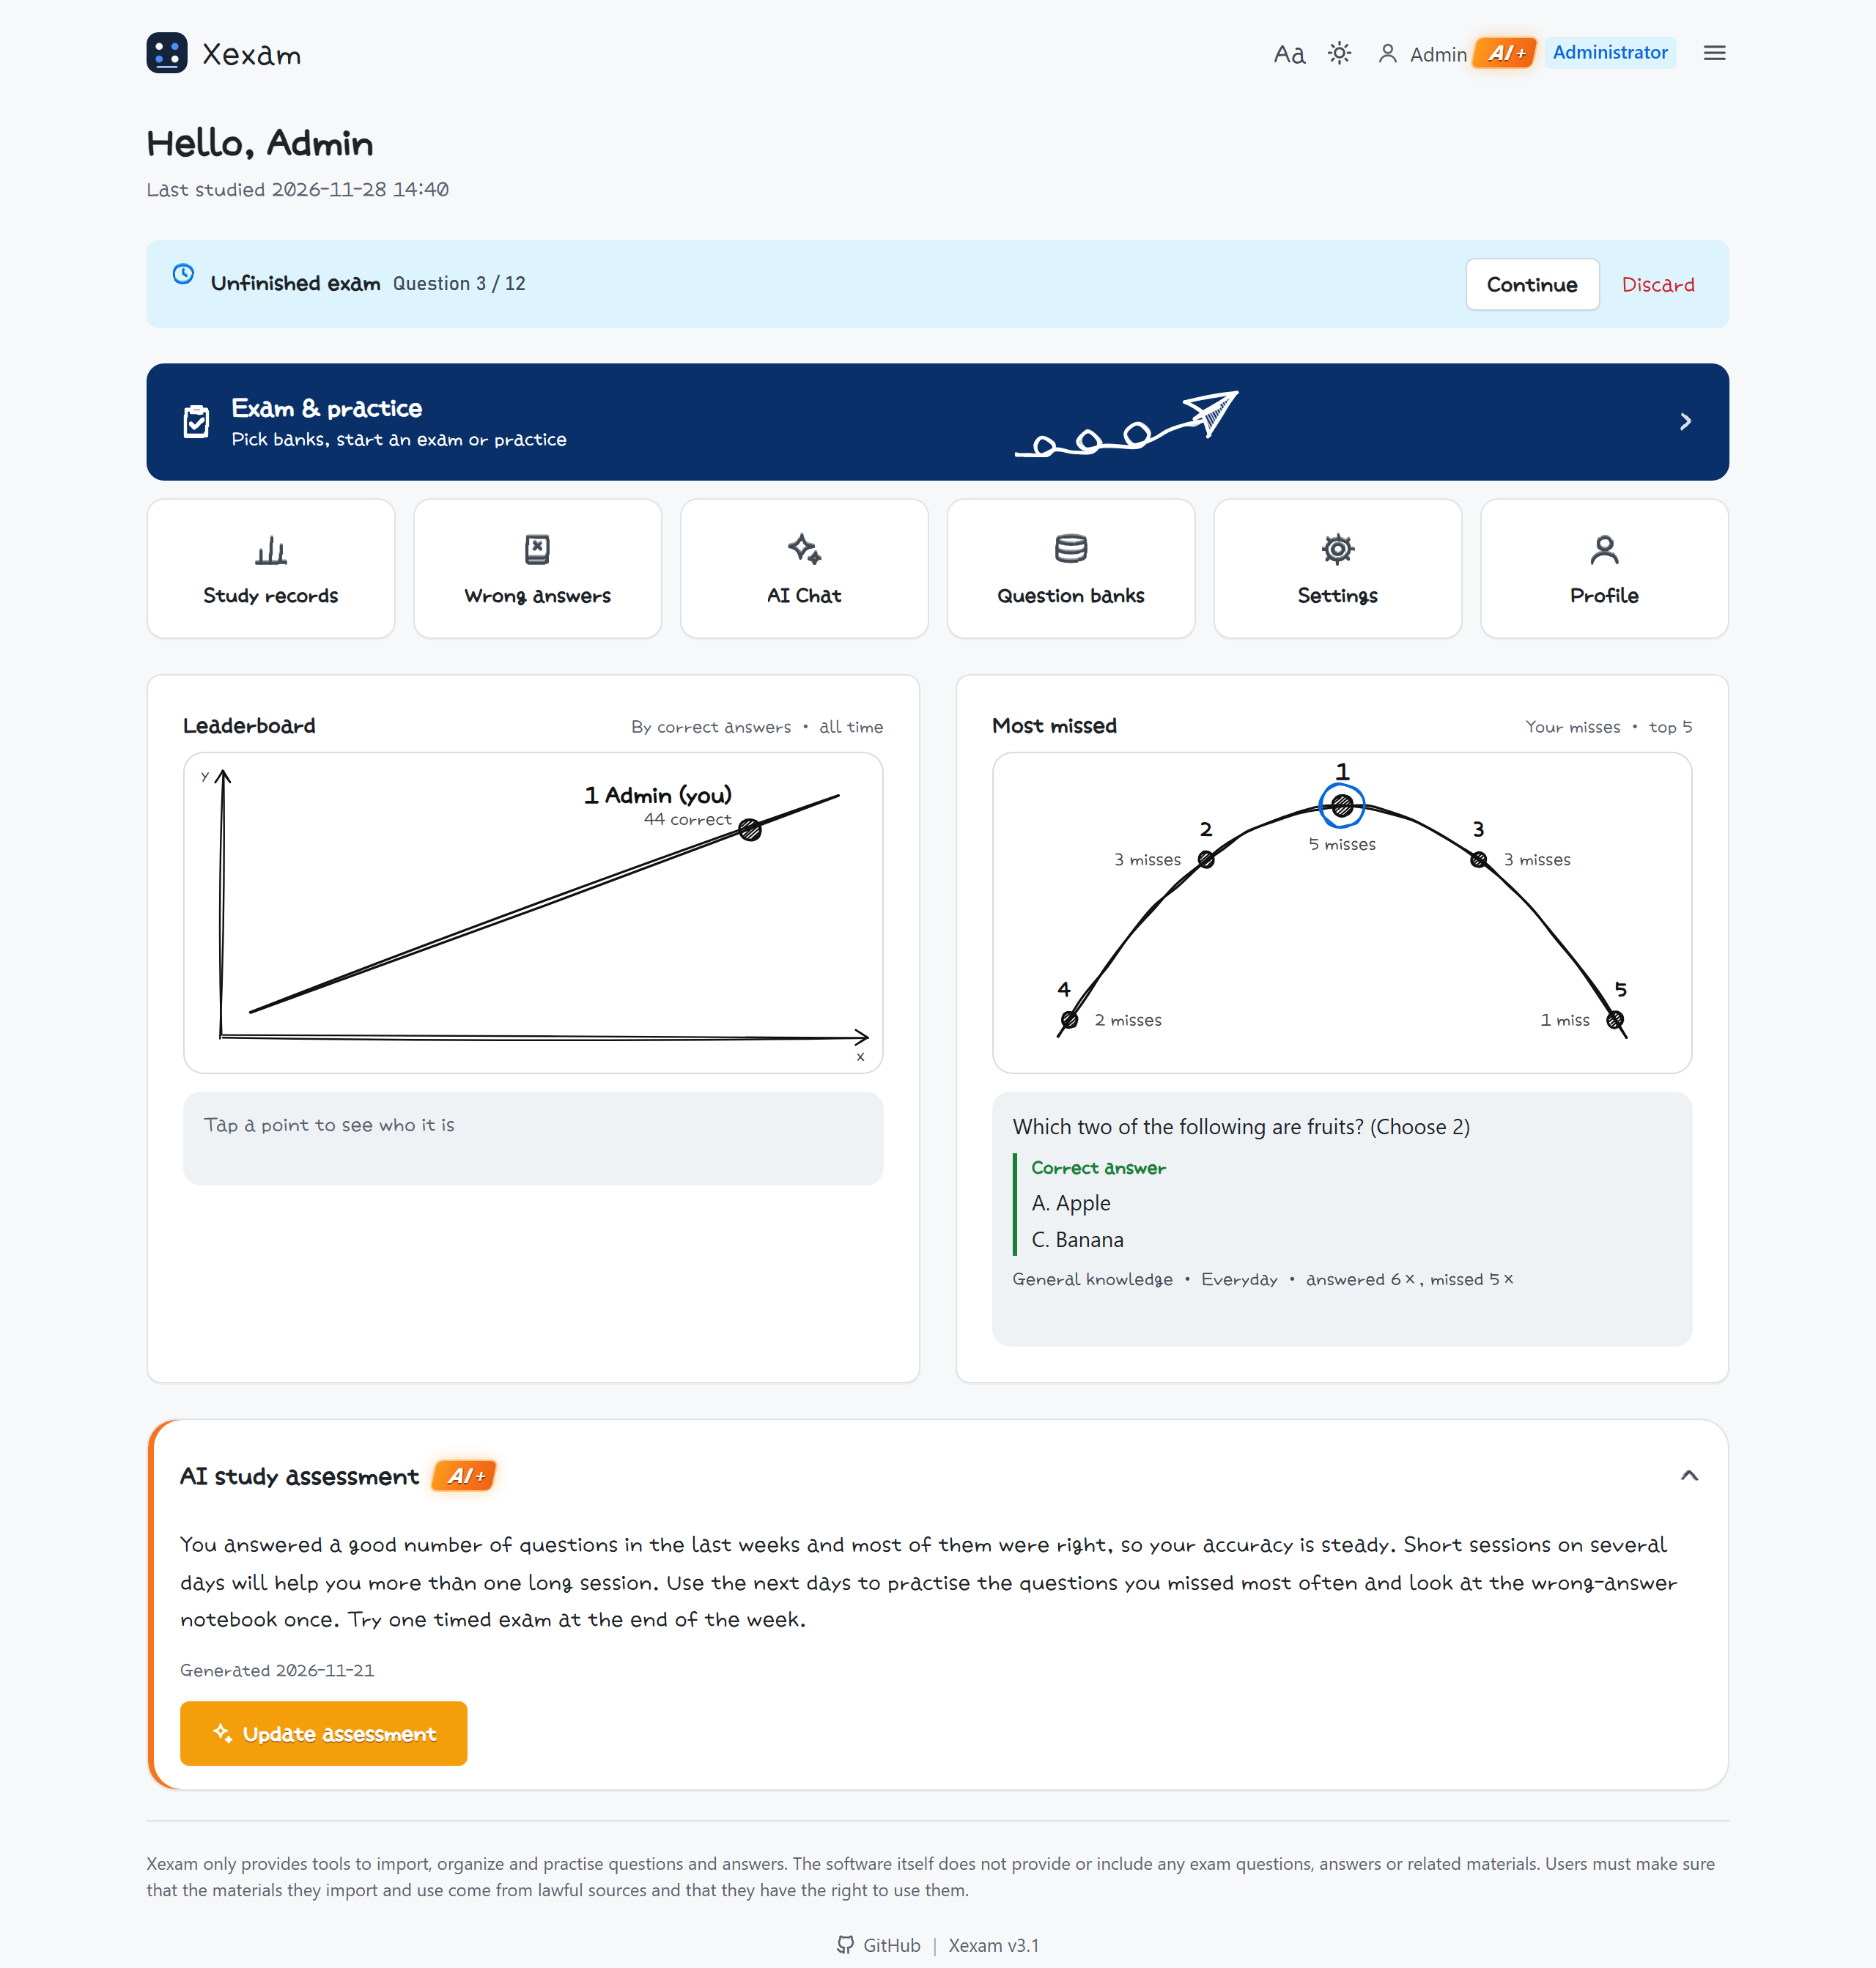 Xexam
Aa
Admin AI+ Administrator
Hello, Admin
Last studied 2026-11-28 14:40
Unfinished exam Question 3 / 12
Continue
Discard
Exam & practice
Pick banks, start an exam or practice
Study records
Wrong answers
AI Chat
Question banks
Settings
Profile
Leaderboard
By correct answers • all time
y
1 Admin (you)
44 correct
x
Tap a point to see who it is
Most missed
Your misses • top 5
1
5 misses
2
3 misses
3
3 misses
4
2 misses
5
1 miss
Which two of the following are fruits? (Choose 2)
Correct answer
A. Apple
C. Banana
General knowledge • Everyday • answered 6×, missed 5×
AI study assessment AI+
You answered a good number of questions in the last weeks and most of them were right, so your accuracy is steady. Short sessions on several
days will help you more than one long session. Use the next days to practise the questions you missed most often and look at the wrong-answer
notebook once. Try one timed exam at the end of the week.
Generated 2026-11-21
Update assessment
Xexam only provides tools to import, organize and practise questions and answers. The software itself does not provide or include any exam questions, answers or related materials. Users must make sure
that the materials they import and use come from lawful sources and that they have the right to use them.
GitHub | Xexam v3.1